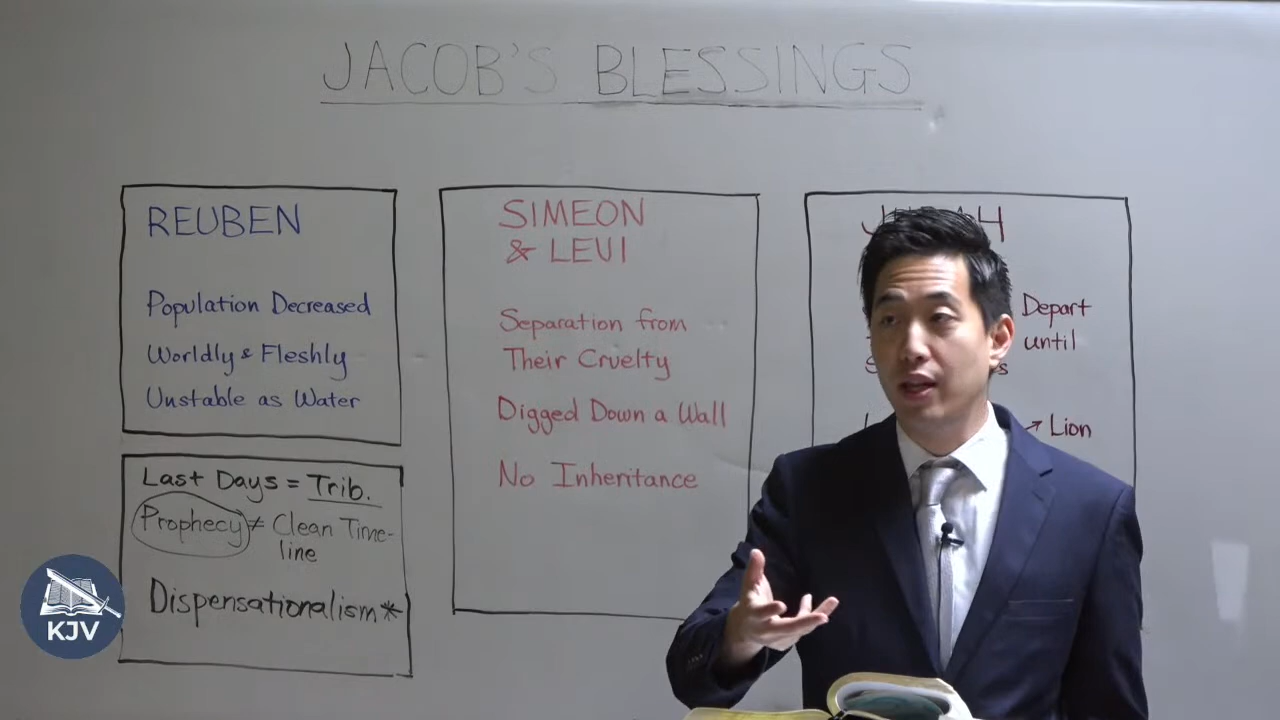 JACOB'S BLESSINGS
REUBEN
Population Decreased
Worldly & Fleshly
Unstable as Water
Last Days = Trib.
Prophecy ≠ Clean Time-
line
Dispensationalism*
SIMEON
& LEVI
Separation from
Their Cruelty
Digged Down a Wall
No Inheritance
Depart
until
→ Lion
KJV